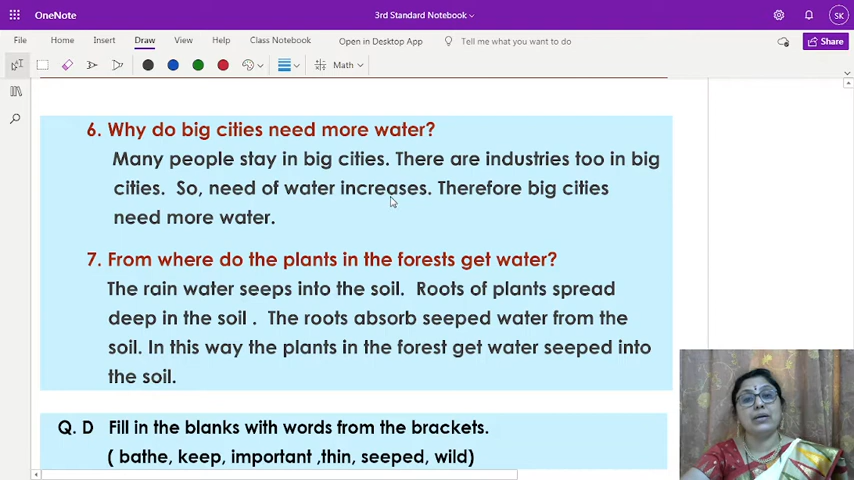 OneNote
3rd Standard Notebook
SK
File Home Insert Draw View Help Class Notebook Open in Desktop App Tell me what you want to do Share
Math
6. Why do big cities need more water?
Many people stay in big cities. There are industries too in big
cities. So, need of water increases. Therefore big cities
need more water.
7. From where do the plants in the forests get water?
The rain water seeps into the soil. Roots of plants spread
deep in the soil . The roots absorb seeped water from the
soil. In this way the plants in the forest get water seeped into
the soil.
Q. D Fill in the blanks with words from the brackets.
( bathe, keep, important ,thin, seeped, wild)